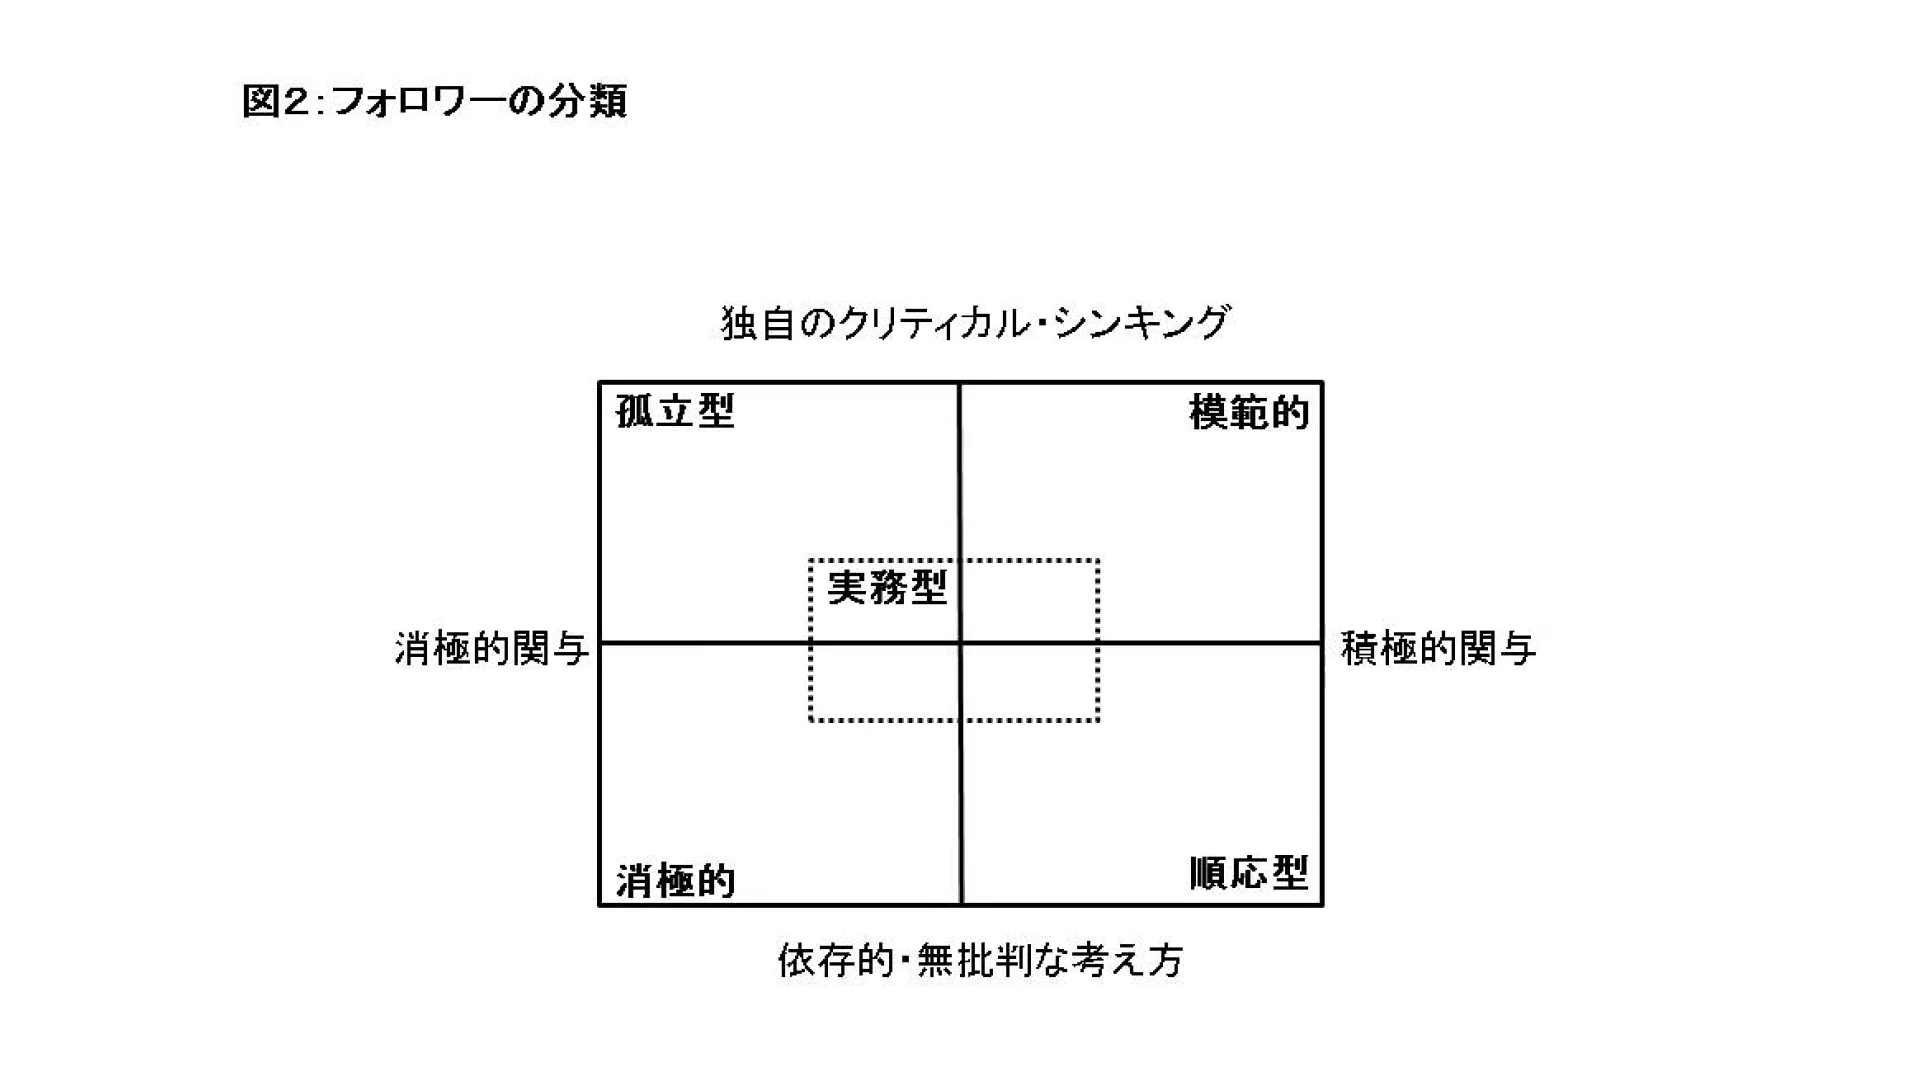 図２：フォロワーの分類
独自のクリティカル・シンキング
孤立型
模範的
実務型
消極的関与
積極的関与
消極的
順応型
依存的・無批判な考え方